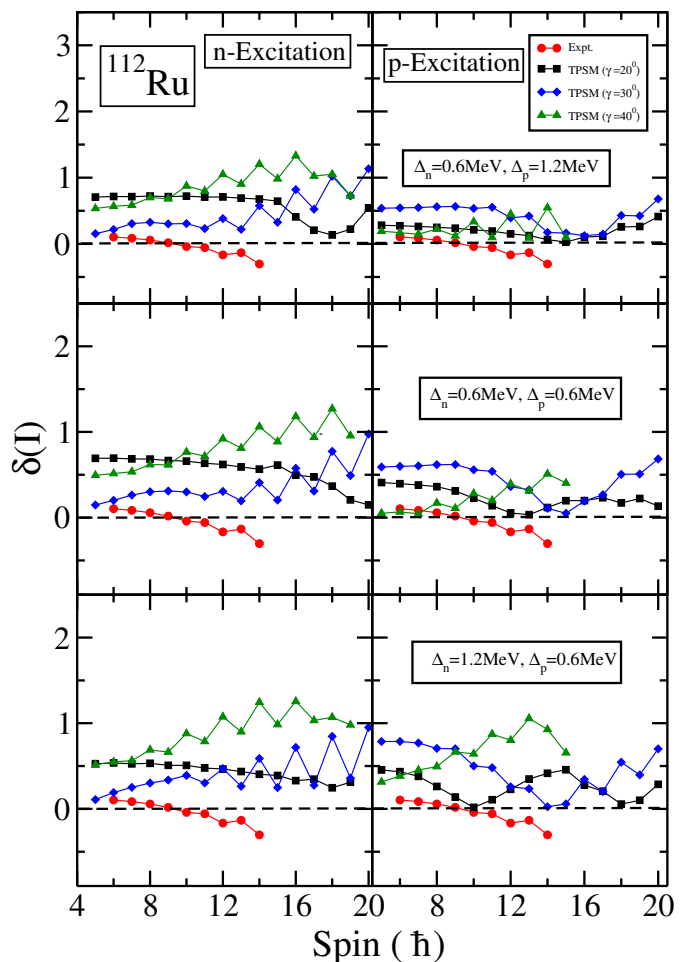 ¹¹²Ru
n-Excitation
p-Excitation
Expt.
TPSM (γ=20⁰)
TPSM (γ=30⁰)
TPSM (γ=40⁰)
Δₙ=0.6MeV, Δₚ=1.2MeV
3
2
1
0
Δₙ=0.6MeV, Δₚ=0.6MeV
2
1
0
δ(I)
Δₙ=1.2MeV, Δₚ=0.6MeV
2
1
0
4 8 12 16 20 8 12 16 20
Spin (ħ)